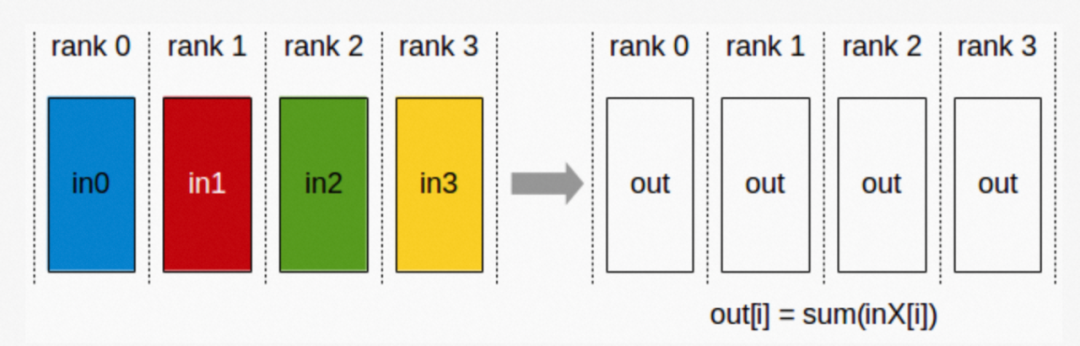 rank 0 rank 1 rank 2 rank 3 rank 0 rank 1 rank 2 rank 3
in0 in1 in2 in3 out out out out
out[i] = sum(inX[i])